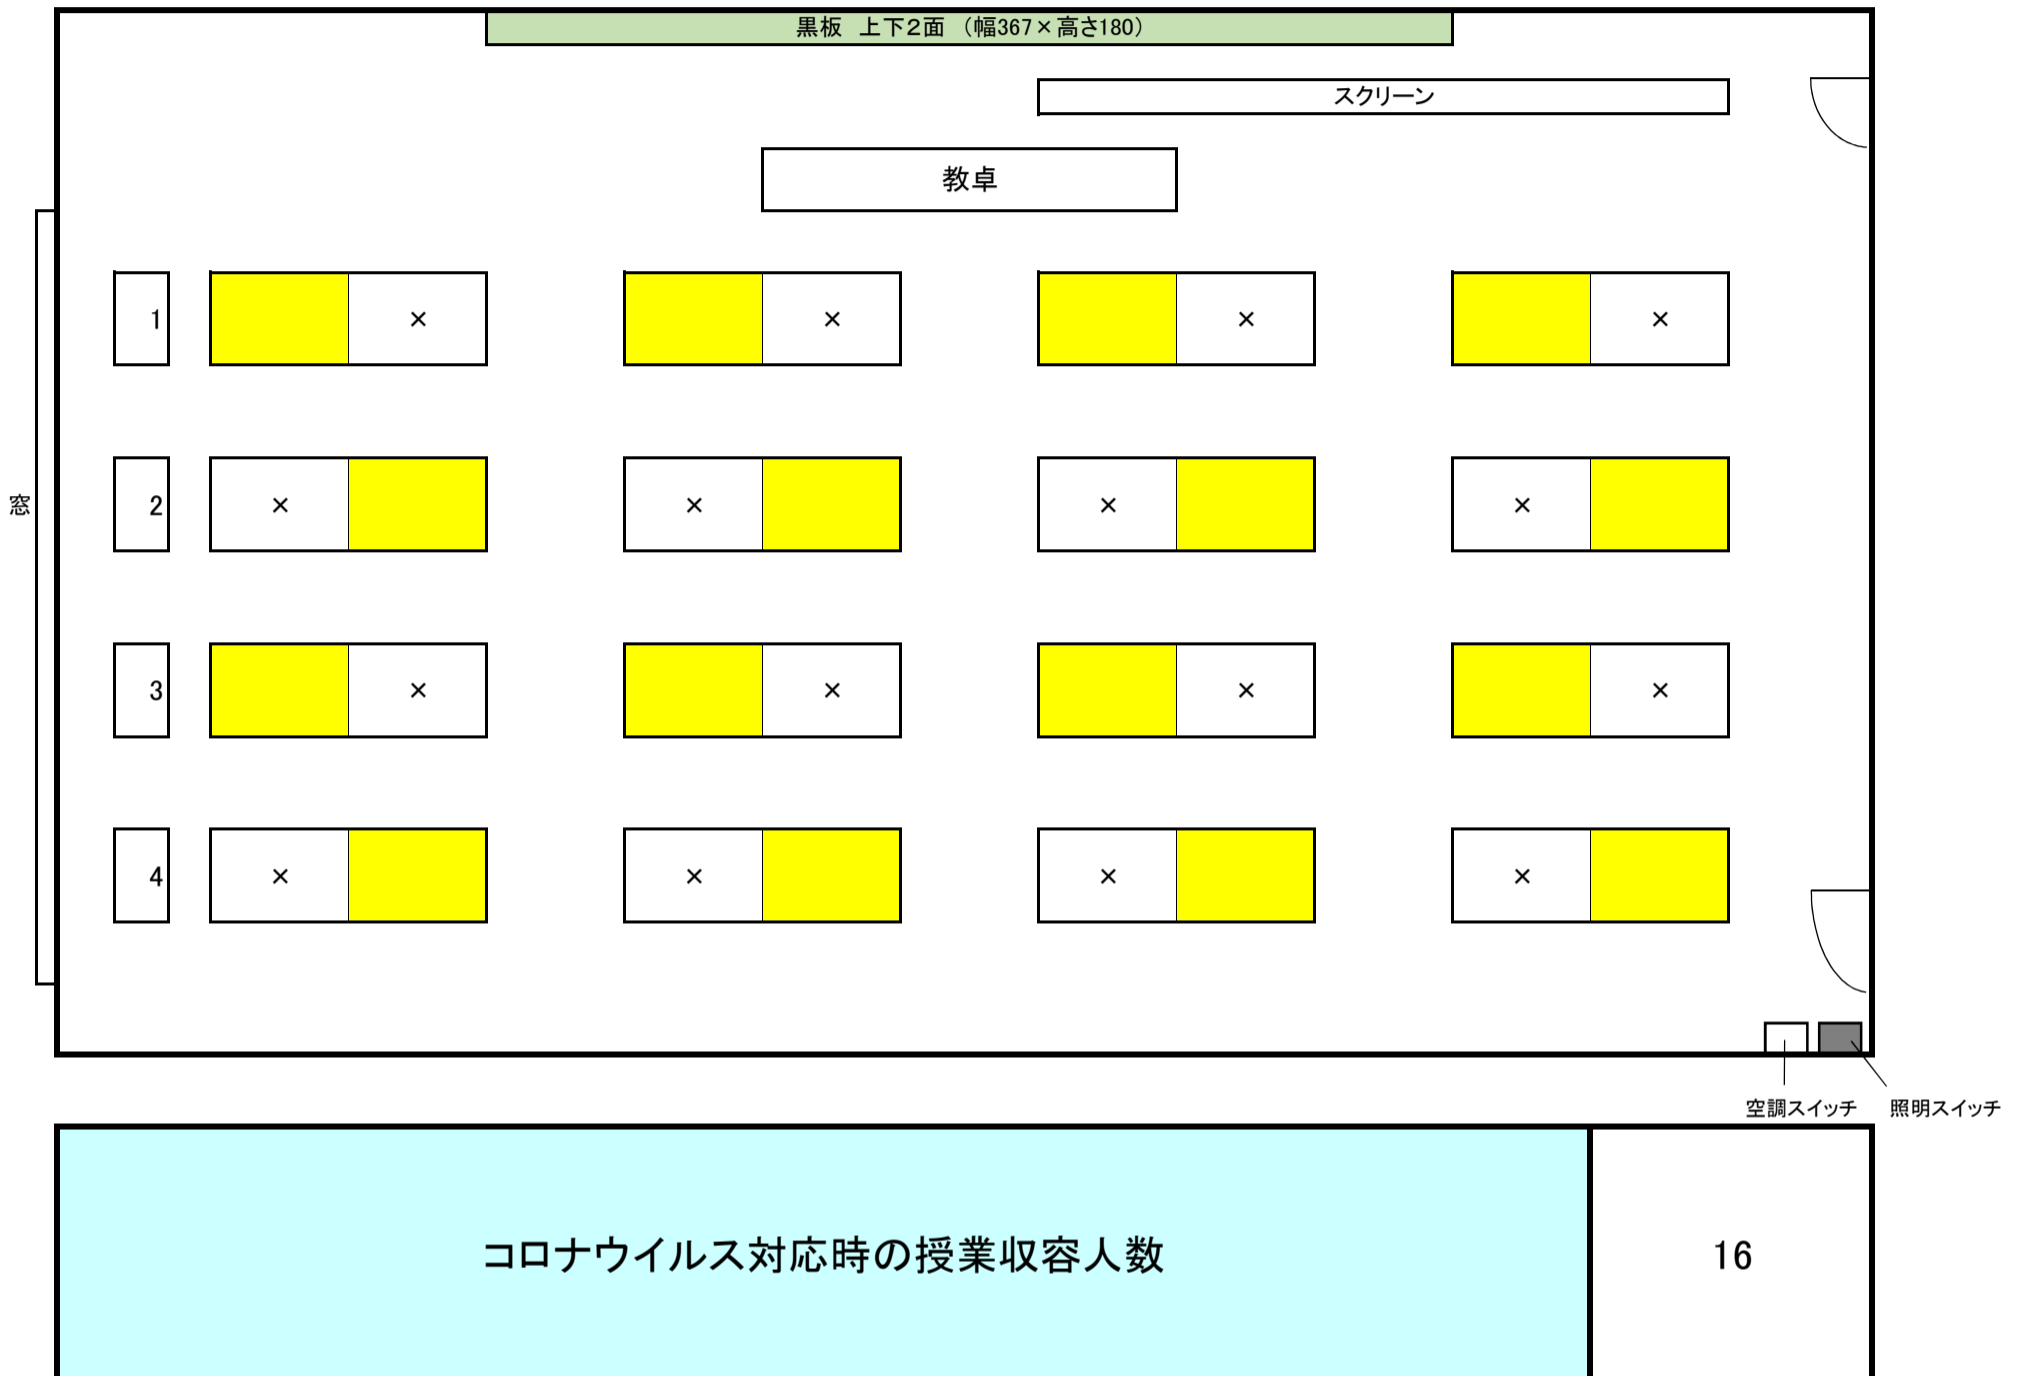 黒板　上下２面　（幅367×高さ180）
スクリーン
教卓
1 × × × ×
窓 2 × × × ×
3 × × × ×
4 × × × ×
空調スイッチ 照明スイッチ
コロナウイルス対応時の授業収容人数 16